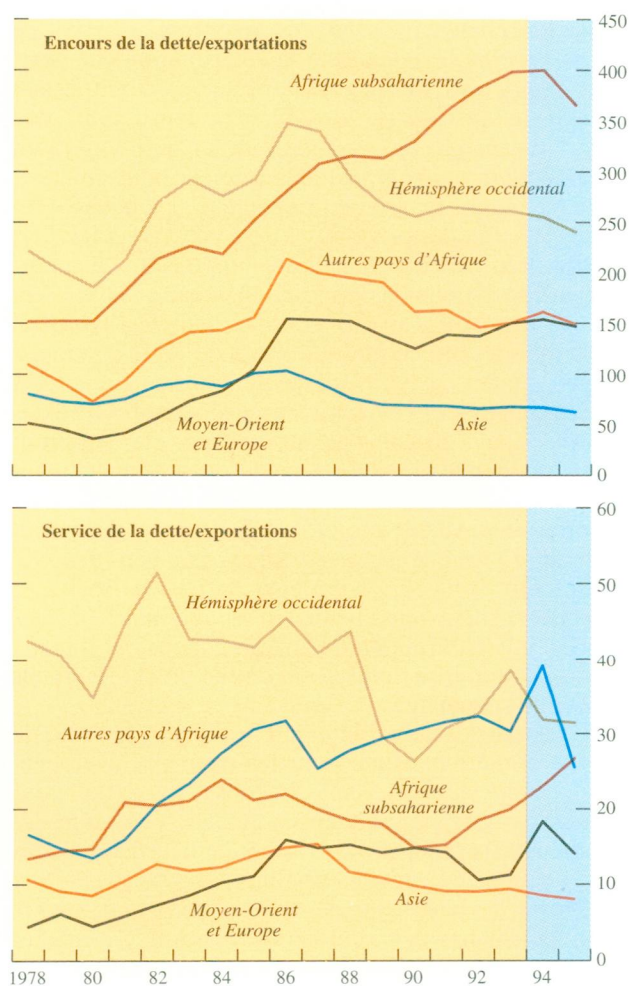 Encours de la dette/exportations
Afrique subsaharienne
Hémisphère occidental
Autres pays d'Afrique
Moyen-Orient
et Europe
Asie
450
400
350
300
250
200
150
100
50
0
Service de la dette/exportations
Hémisphère occidental
Autres pays d'Afrique
Afrique
subsaharienne
Moyen-Orient
et Europe
Asie
60
50
40
30
20
10
0
1978 80 82 84 86 88 90 92 94